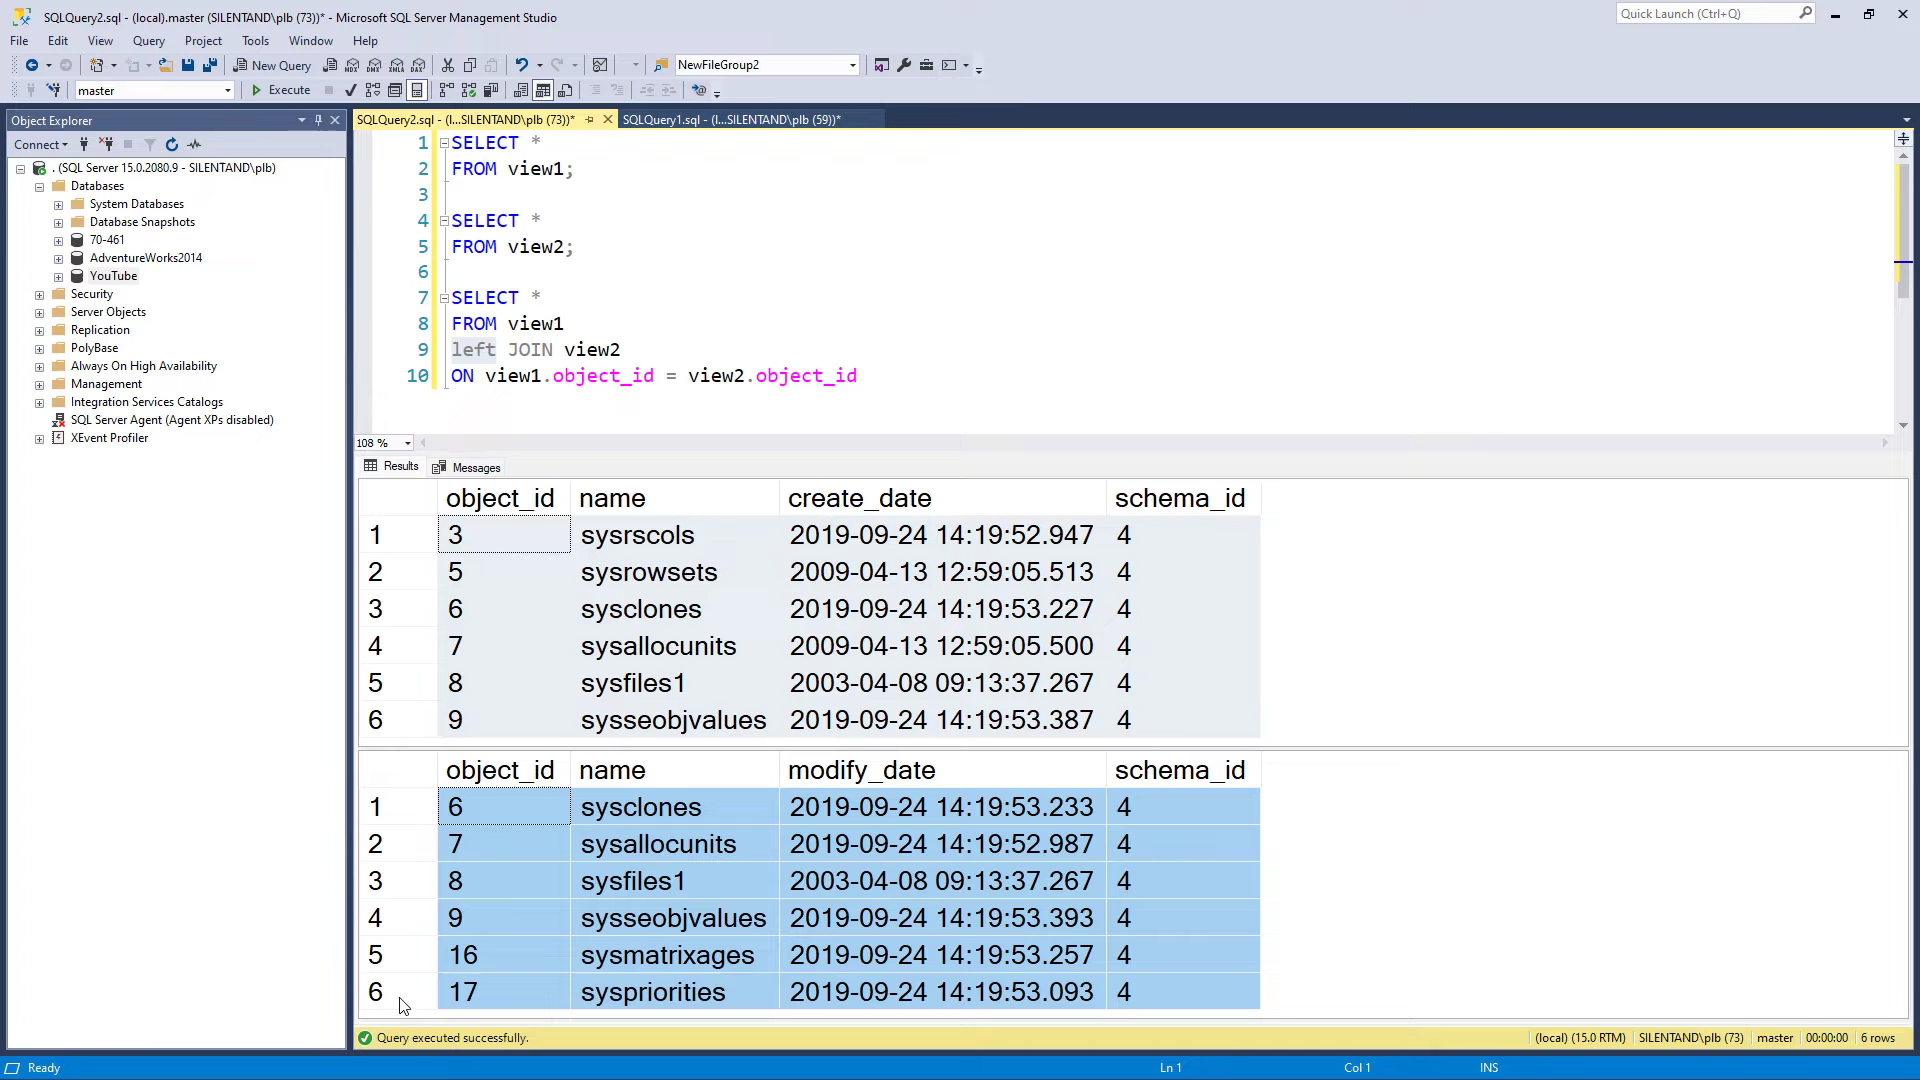 SQLQuery2.sql - (local).master (SILENTAND\plb (73))* - Microsoft SQL Server Management Studio
Quick Launch (Ctrl+Q)
File Edit View Query Project Tools Window Help
New Query
MDX DMX XMLA DAX
NewFileGroup2
master
Execute
Object Explorer
SQLQuery2.sql - (l...SILENTAND\plb (73))*
SQLQuery1.sql - (l...SILENTAND\plb (59))*
Connect
. (SQL Server 15.0.2080.9 - SILENTAND\plb)
Databases
System Databases
Database Snapshots
70-461
AdventureWorks2014
YouTube
Security
Server Objects
Replication
PolyBase
Always On High Availability
Management
Integration Services Catalogs
SQL Server Agent (Agent XPs disabled)
XEvent Profiler
1 SELECT *
2 FROM view1;
3
4 SELECT *
5 FROM view2;
6
7 SELECT *
8 FROM view1
9 left JOIN view2
10 ON view1.object_id = view2.object_id
108 %
Results Messages
object_id name create_date schema_id
1 3 sysrscols 2019-09-24 14:19:52.947 4
2 5 sysrowsets 2009-04-13 12:59:05.513 4
3 6 sysclones 2019-09-24 14:19:53.227 4
4 7 sysallocunits 2009-04-13 12:59:05.500 4
5 8 sysfiles1 2003-04-08 09:13:37.267 4
6 9 sysseobjvalues 2019-09-24 14:19:53.387 4
object_id name modify_date schema_id
1 6 sysclones 2019-09-24 14:19:53.233 4
2 7 sysallocunits 2019-09-24 14:19:52.987 4
3 8 sysfiles1 2003-04-08 09:13:37.267 4
4 9 sysseobjvalues 2019-09-24 14:19:53.393 4
5 16 sysmatrixages 2019-09-24 14:19:53.257 4
6 17 syspriorities 2019-09-24 14:19:53.093 4
Query executed successfully.
(local) (15.0 RTM) SILENTAND\plb (73) master 00:00:00 6 rows
Ready
Ln 1 Col 1 INS